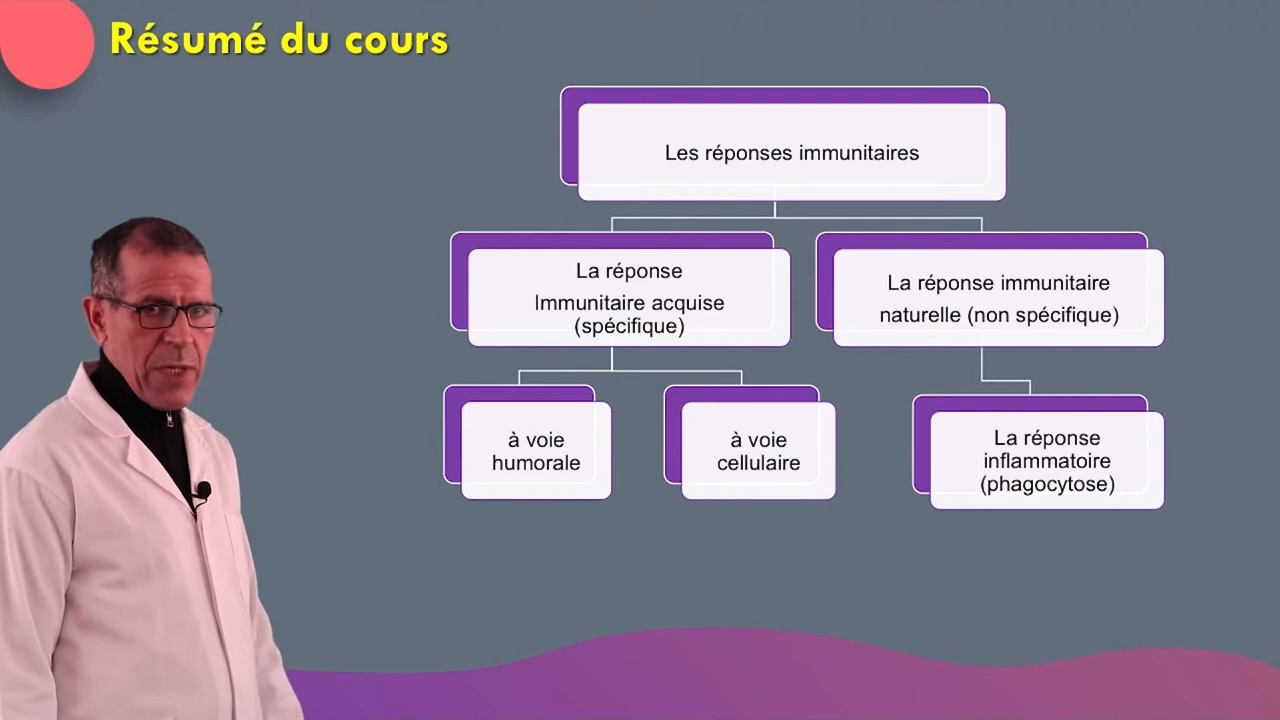 Résumé du cours
Les réponses immunitaires
La réponse
Immunitaire acquise
(spécifique)
La réponse immunitaire
naturelle (non spécifique)
à voie
humorale
à voie
cellulaire
La réponse
inflammatoire
(phagocytose)